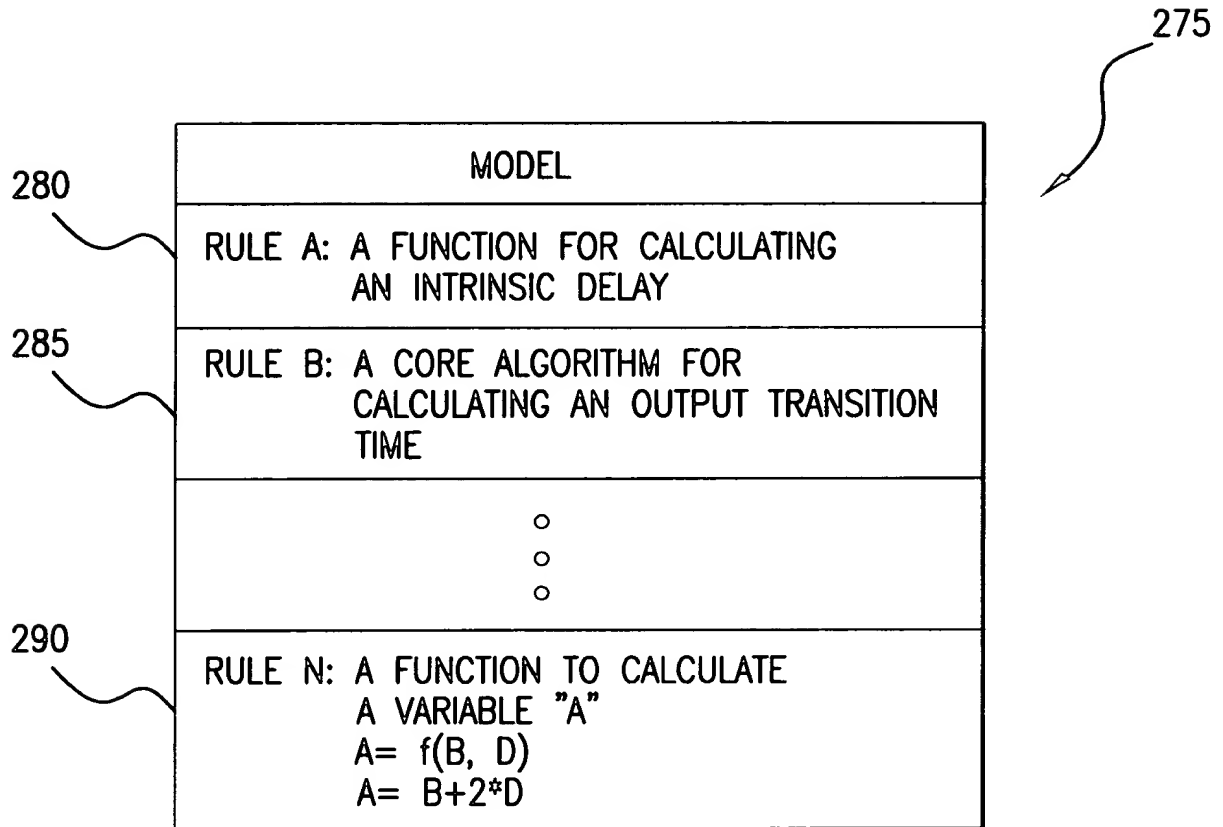 275
MODEL
280
RULE A: A FUNCTION FOR CALCULATING
AN INTRINSIC DELAY
285
RULE B: A CORE ALGORITHM FOR
CALCULATING AN OUTPUT TRANSITION
TIME
290
RULE N: A FUNCTION TO CALCULATE
A VARIABLE "A"
A= f(B, D)
A= B+2*D